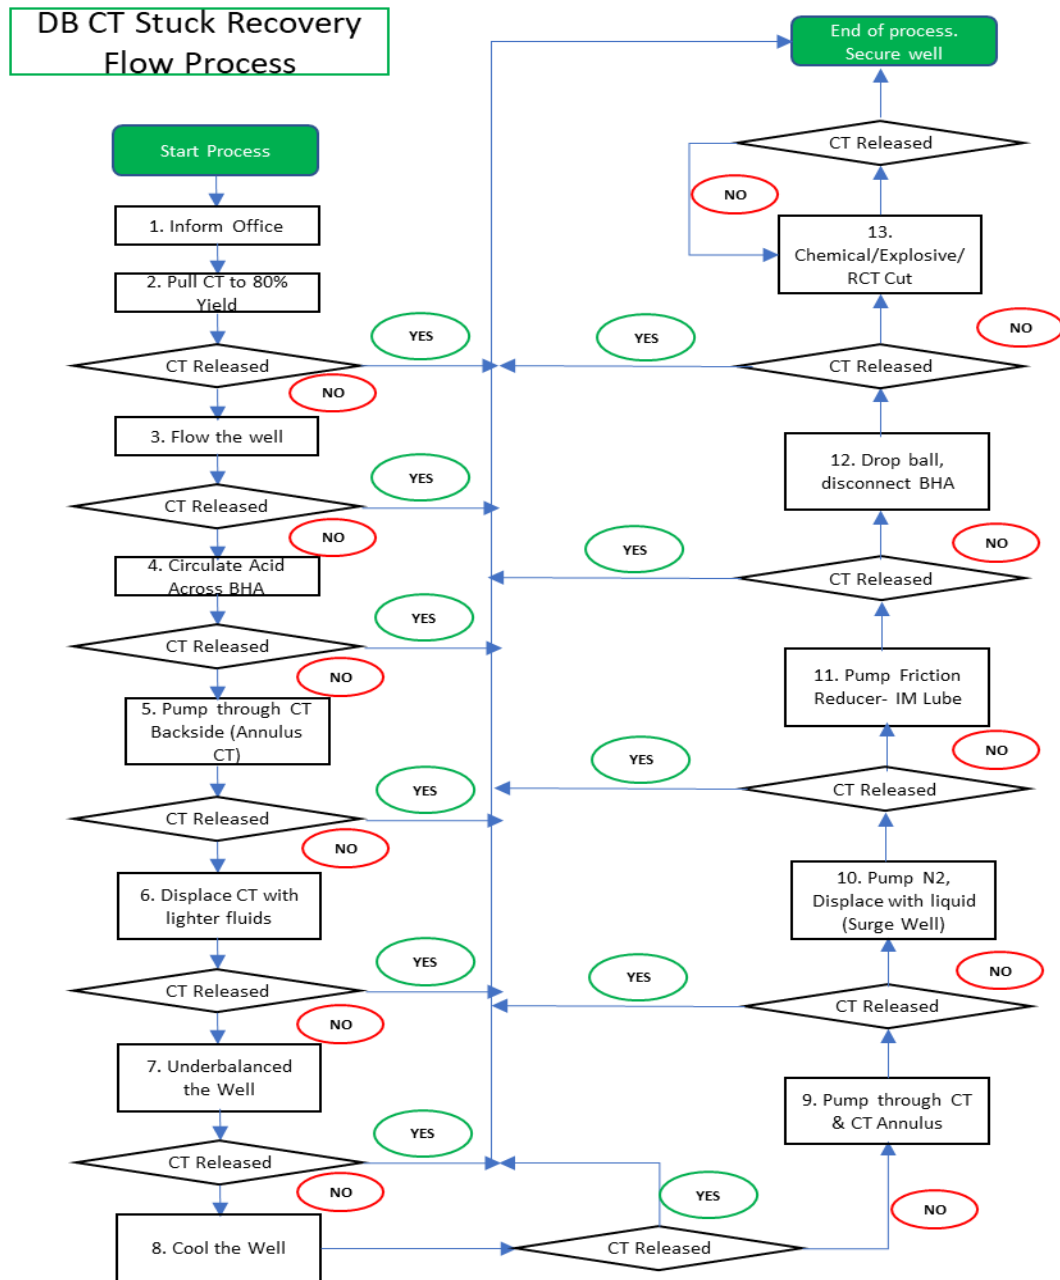 DB CT Stuck Recovery
Flow Process
Start Process
1. Inform Office
2. Pull CT to 80%
Yield
YES
CT Released
NO
3. Flow the well
YES
CT Released
NO
4. Circulate Acid
Across BHA
YES
CT Released
NO
5. Pump through CT
Backside (Annulus
CT)
YES
CT Released
NO
6. Displace CT with
lighter fluids
YES
CT Released
NO
7. Underbalanced
the Well
YES
CT Released
NO
8. Cool the Well
YES
CT Released
NO
9. Pump through CT
& CT Annulus
CT Released
YES
NO
10. Pump N2,
Displace with liquid
(Surge Well)
CT Released
YES
NO
11. Pump Friction
Reducer- IM Lube
CT Released
YES
NO
12. Drop ball,
disconnect BHA
CT Released
YES
NO
13.
Chemical/Explosive/
RCT Cut
NO
CT Released
End of process.
Secure well